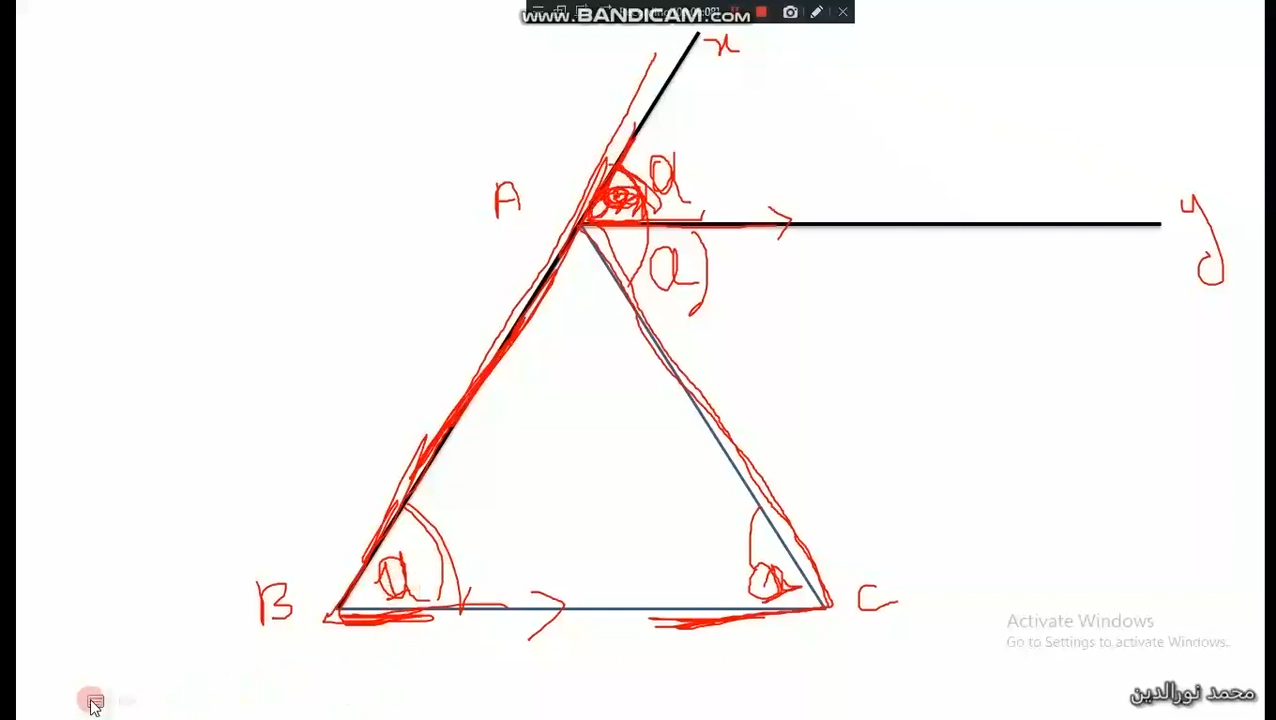 www.BANDICAM.com
x
A
a
y
a
a
a
B
C
Activate Windows
Go to Settings to activate Windows.
محمد نورالدين